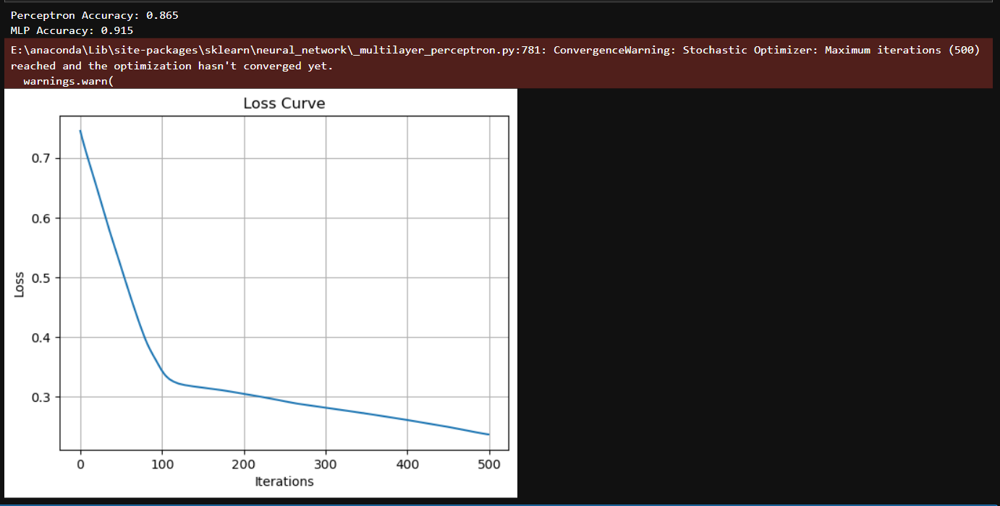 Perceptron Accuracy: 0.865
MLP Accuracy: 0.915
E:\anaconda\Lib\site-packages\sklearn\neural_network\_multilayer_perceptron.py:781: ConvergenceWarning: Stochastic Optimizer: Maximum iterations (500)
reached and the optimization hasn't converged yet.
  warnings.warn(
Loss Curve
0.7
0.6
0.5
0.4
0.3
Loss
0 100 200 300 400 500
Iterations